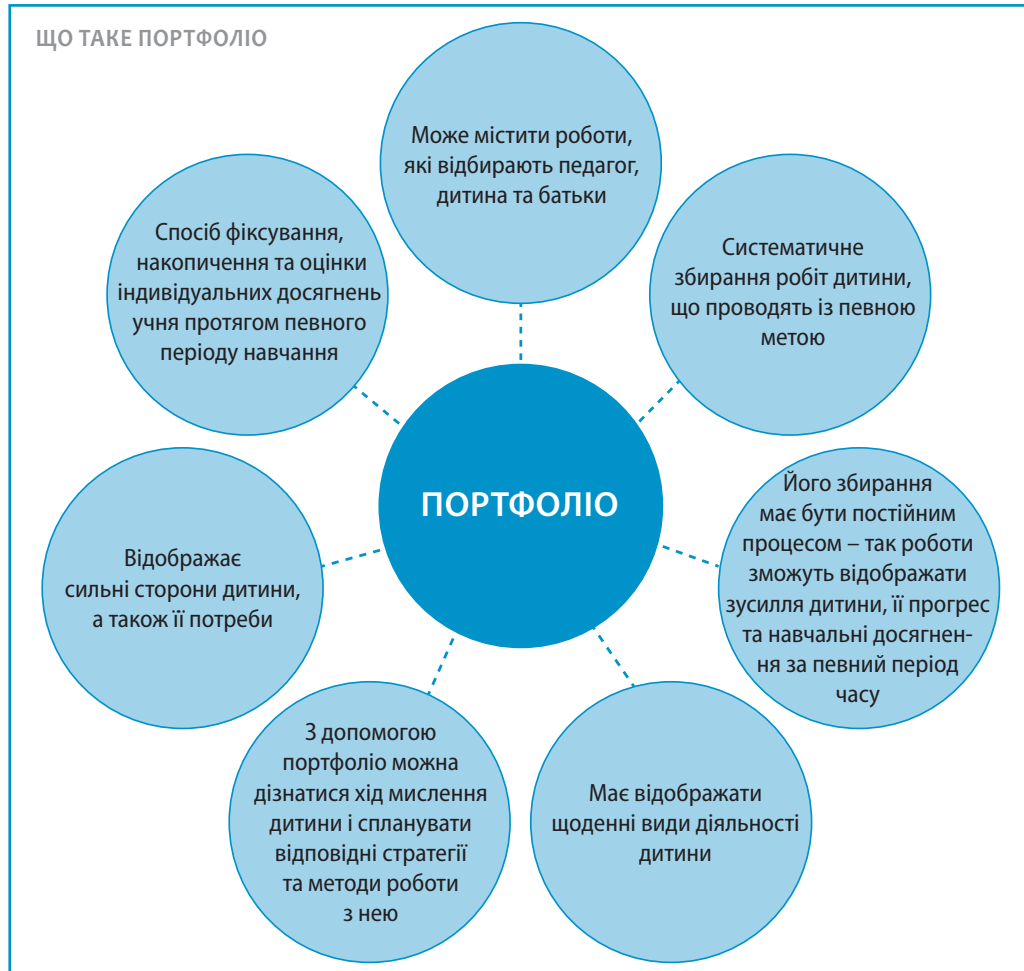 ЩО ТАКЕ ПОРТФОЛІО
Може містити роботи,
які відбирають педагог,
дитина та батьки
Систематичне
збирання робіт дитини,
що проводять із певною
метою
Його збирання
має бути постійним
процесом – так роботи
зможуть відображати
зусилля дитини, її прогрес
та навчальні досягнен-
ня за певний період
часу
Має відображати
щоденні види діяльності
дитини
З допомогою
портфоліо можна
дізнатися хід мислення
дитини і спланувати
відповідні стратегії
та методи роботи
з нею
Відображає
сильні сторони дитини,
а також її потреби
Спосіб фіксування,
накопичення та оцінки
індивідуальних досягнень
учня протягом певного
періоду навчання
ПОРТФОЛІО